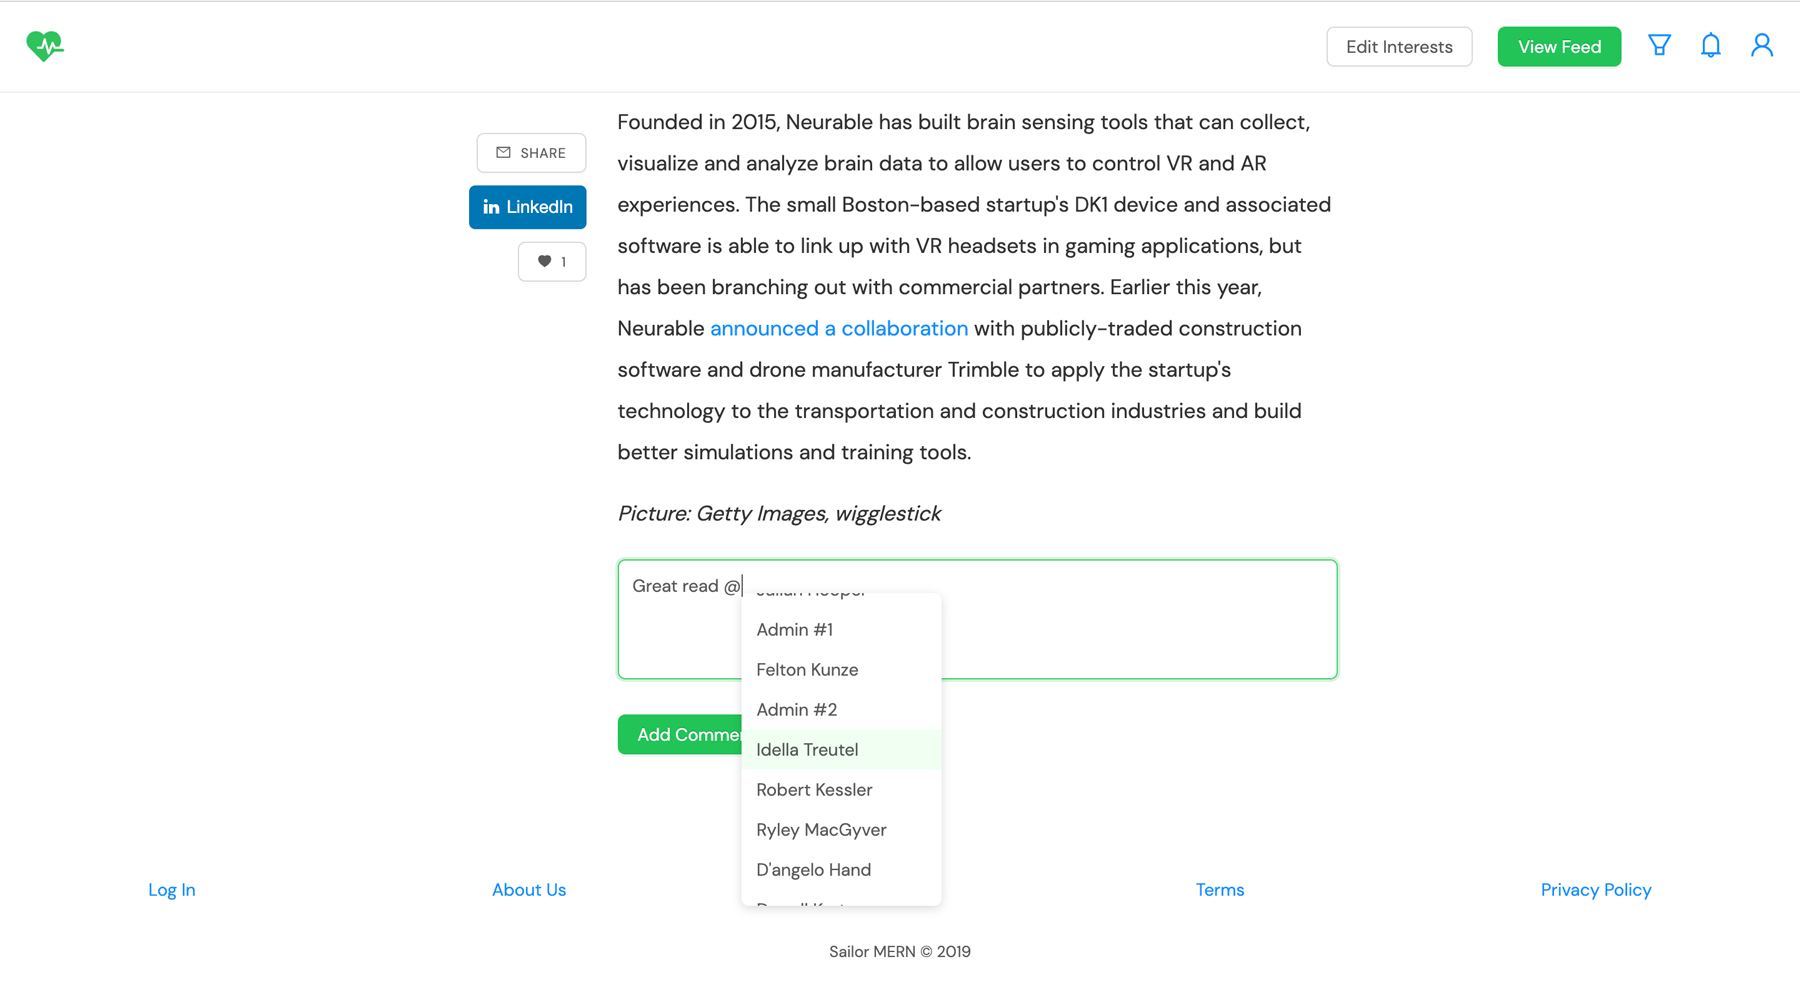 Edit Interests
View Feed
Founded in 2015, Neurable has built brain sensing tools that can collect,
visualize and analyze brain data to allow users to control VR and AR
experiences. The small Boston-based startup's DK1 device and associated
software is able to link up with VR headsets in gaming applications, but
has been branching out with commercial partners. Earlier this year,
Neurable announced a collaboration with publicly-traded construction
software and drone manufacturer Trimble to apply the startup's
technology to the transportation and construction industries and build
better simulations and training tools.
SHARE
in LinkedIn
1
Picture: Getty Images, wigglestick
Great read @
Admin #1
Felton Kunze
Admin #2
Idella Treutel
Robert Kessler
Ryley MacGyver
D'angelo Hand
Add
Log In
About Us
Terms
Privacy Policy
Sailor MERN © 2019